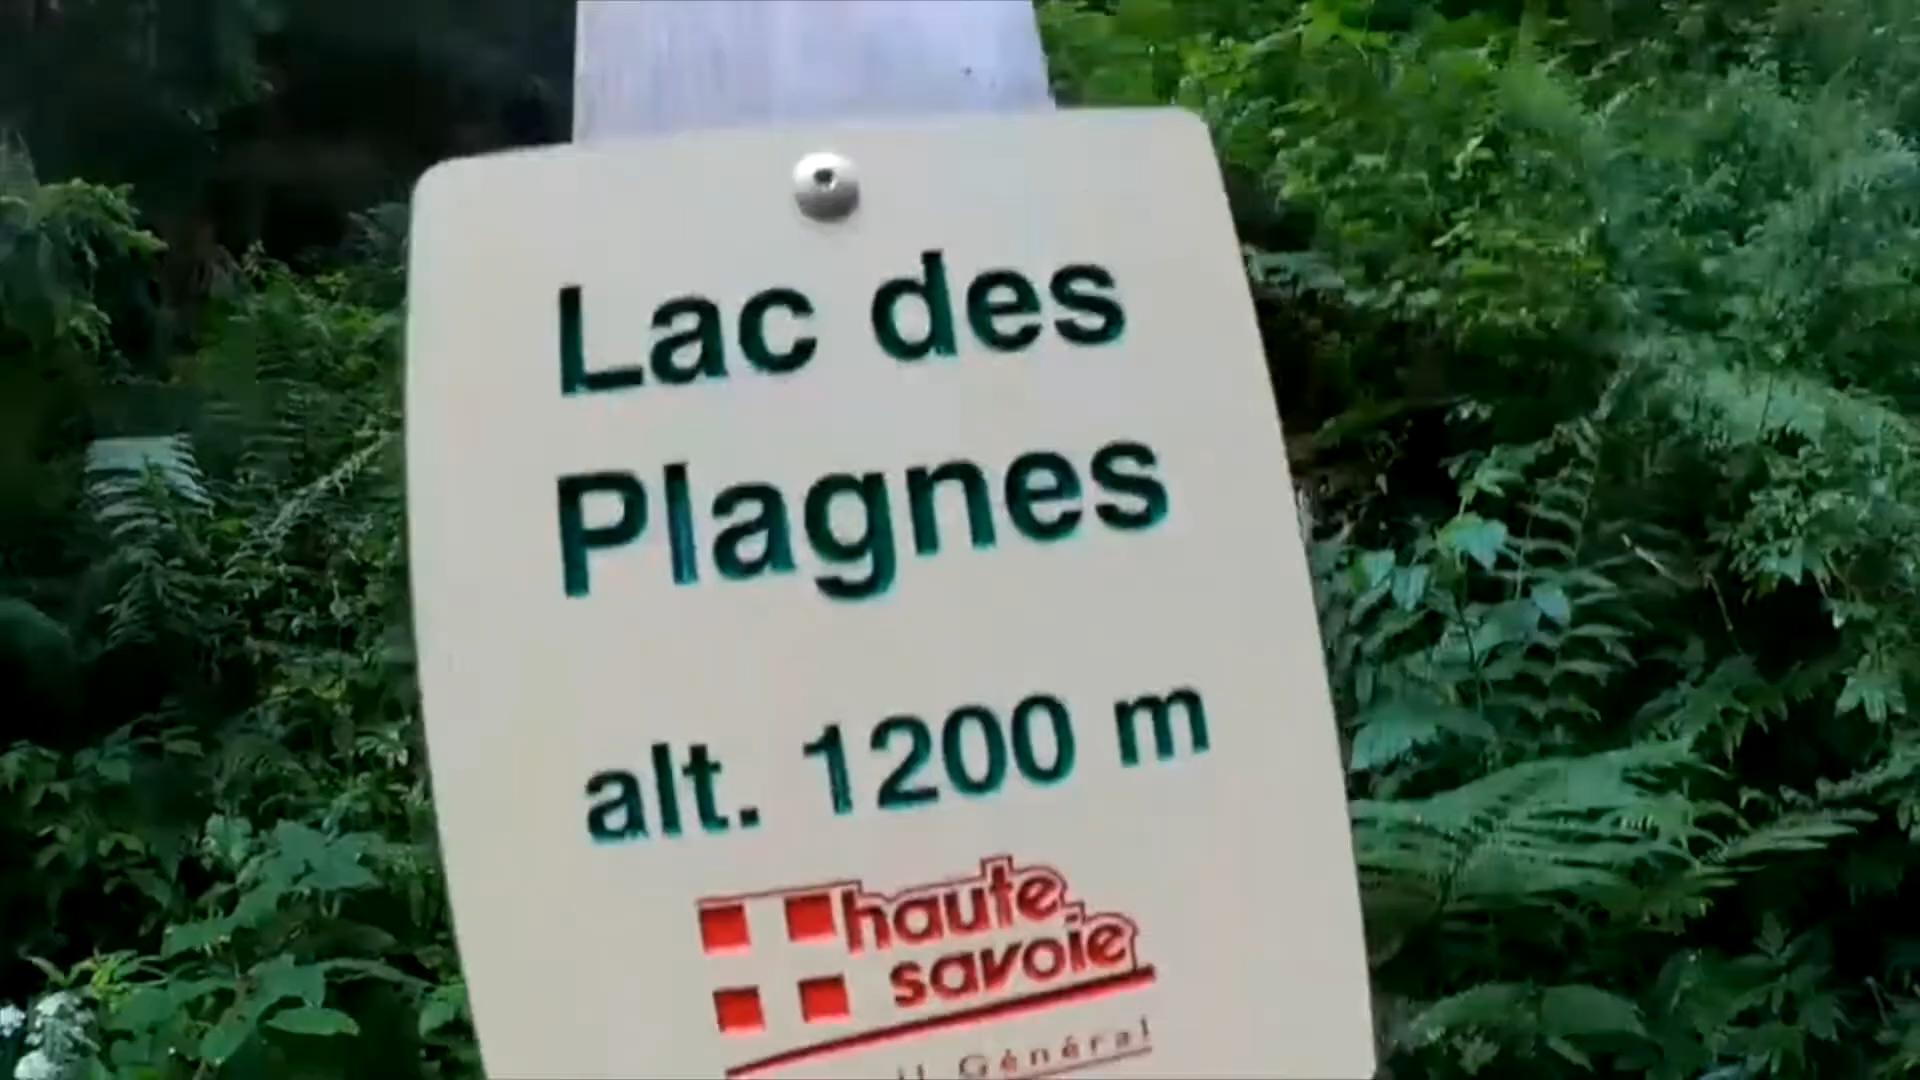 Lac des
Plagnes
alt. 1200 m
haute
savoie
Général